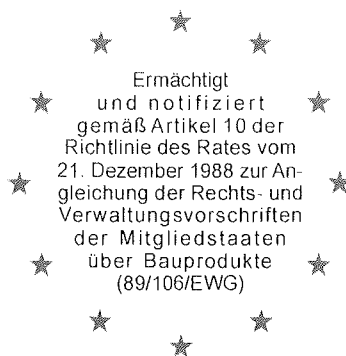 Ermächtigt
und notifiziert
gemäß Artikel 10 der
Richtlinie des Rates vom
21. Dezember 1988 zur An-
gleichung der Rechts- und
Verwaltungsvorschriften
der Mitgliedstaaten
über Bauprodukte
(89/106/EWG)